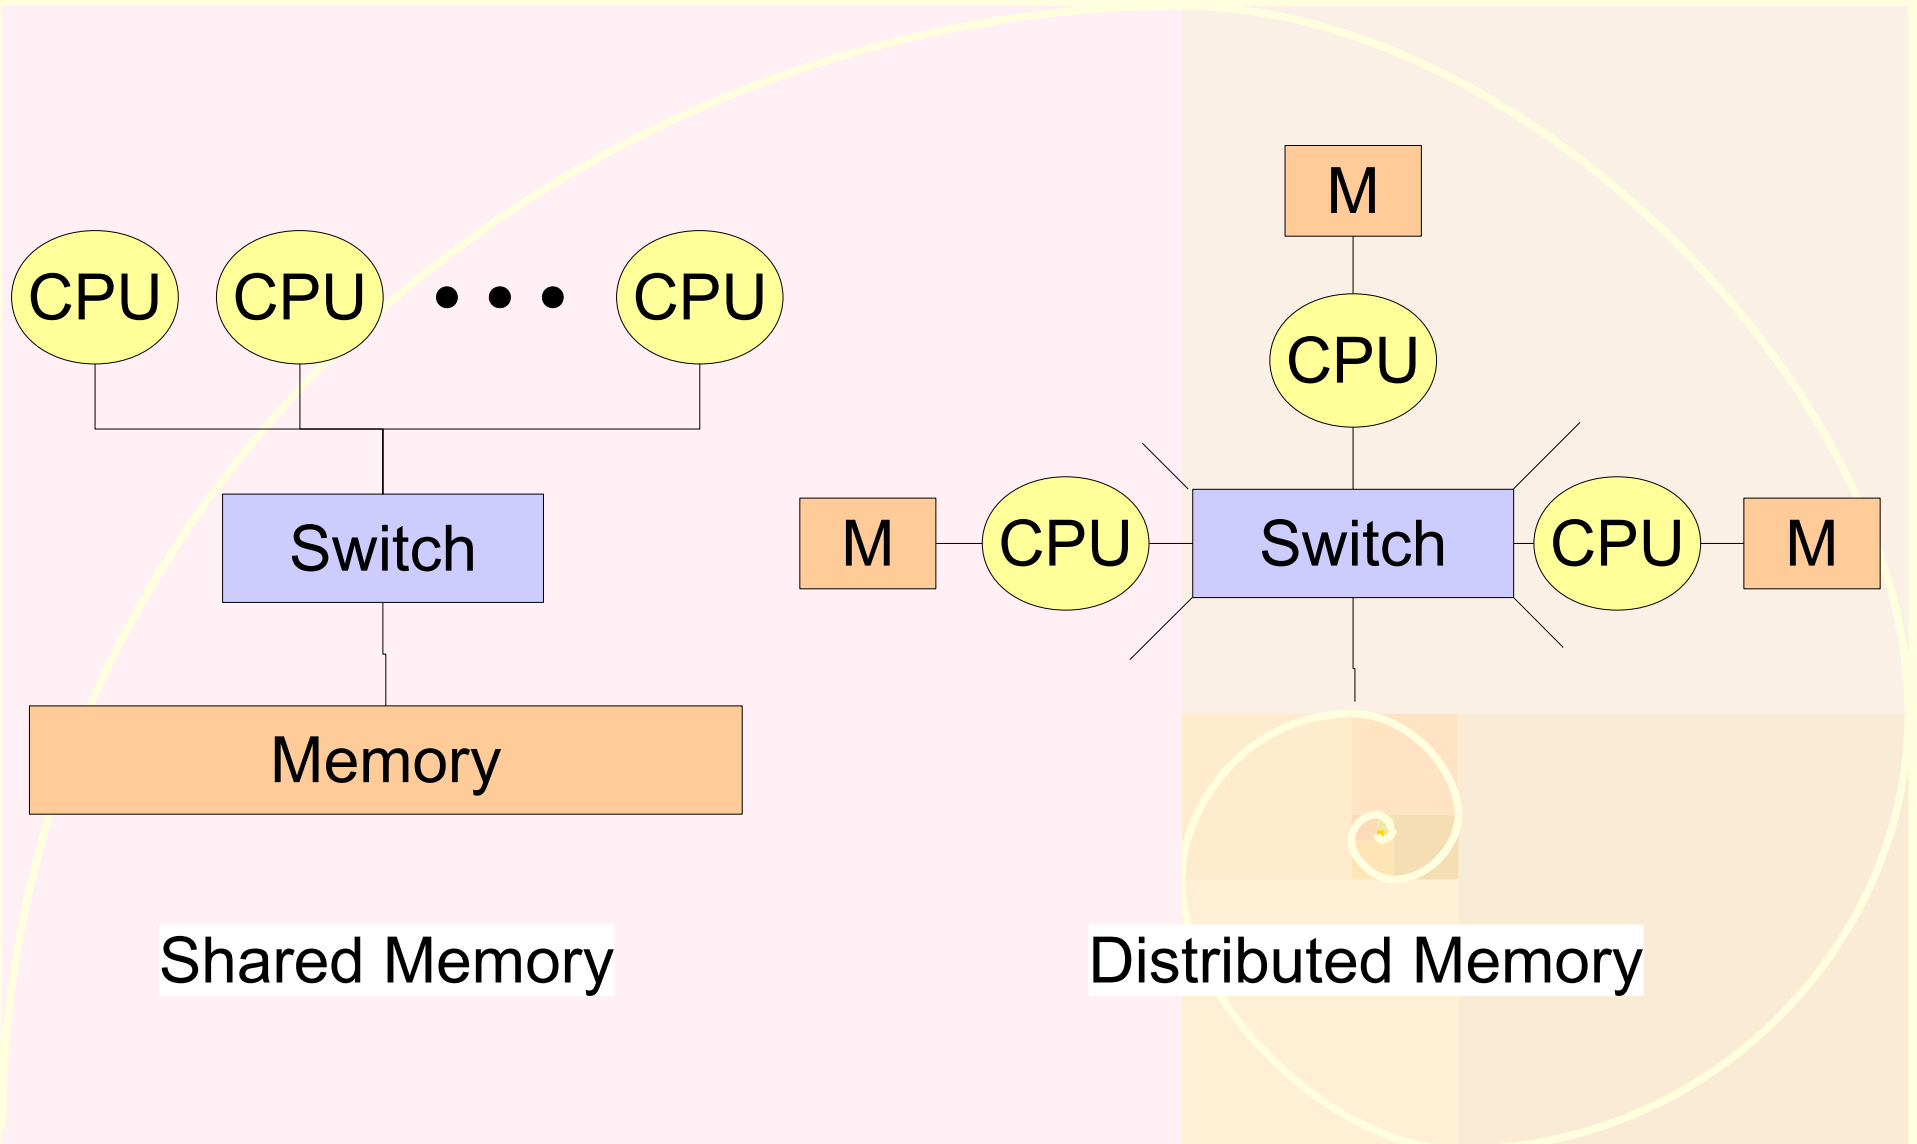 CPU CPU • • • CPU
Switch
Memory
Shared Memory
M
CPU
M CPU Switch CPU M
Distributed Memory